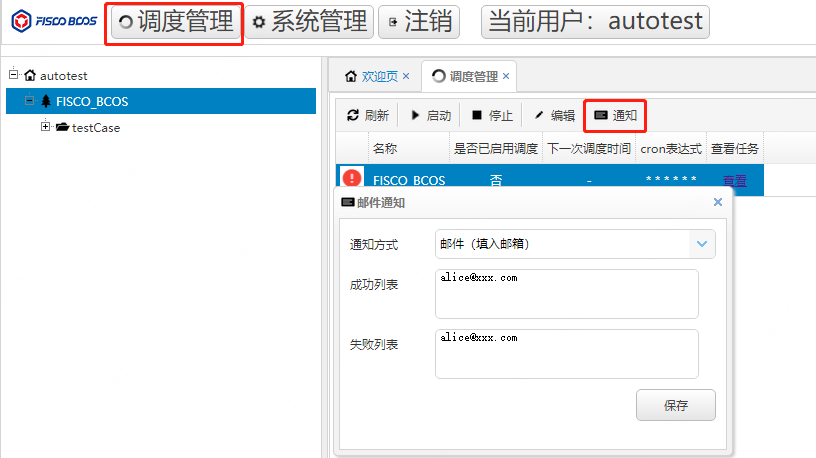 FISCO BCOS 调度管理 系统管理 注销 当前用户：autotest
autotest
FISCO_BCOS
testCase
欢迎页 × 调度管理 ×
刷新 启动 停止 编辑 通知
名称 是否已启用调度 下一次调度时间 cron表达式 查看任务
FISCO_BCOS 否 - * * * * * * 查看
邮件通知 ×
通知方式 邮件（填入邮箱）
成功列表 alice@xxx.com
失败列表 alice@xxx.com
保存